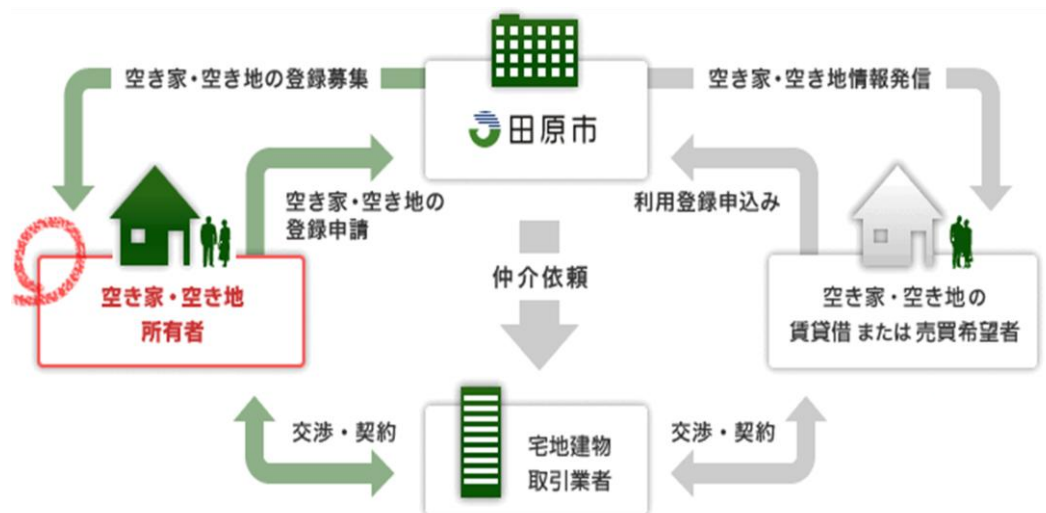 空き家・空き地の登録募集
空き家・空き地情報発信
田原市
空き家・空き地の
登録申請
利用登録申込み
仲介依頼
空き家・空き地
所有者
空き家・空き地の
賃貸借 または 売買希望者
交渉・契約
宅地建物
取引業者
交渉・契約